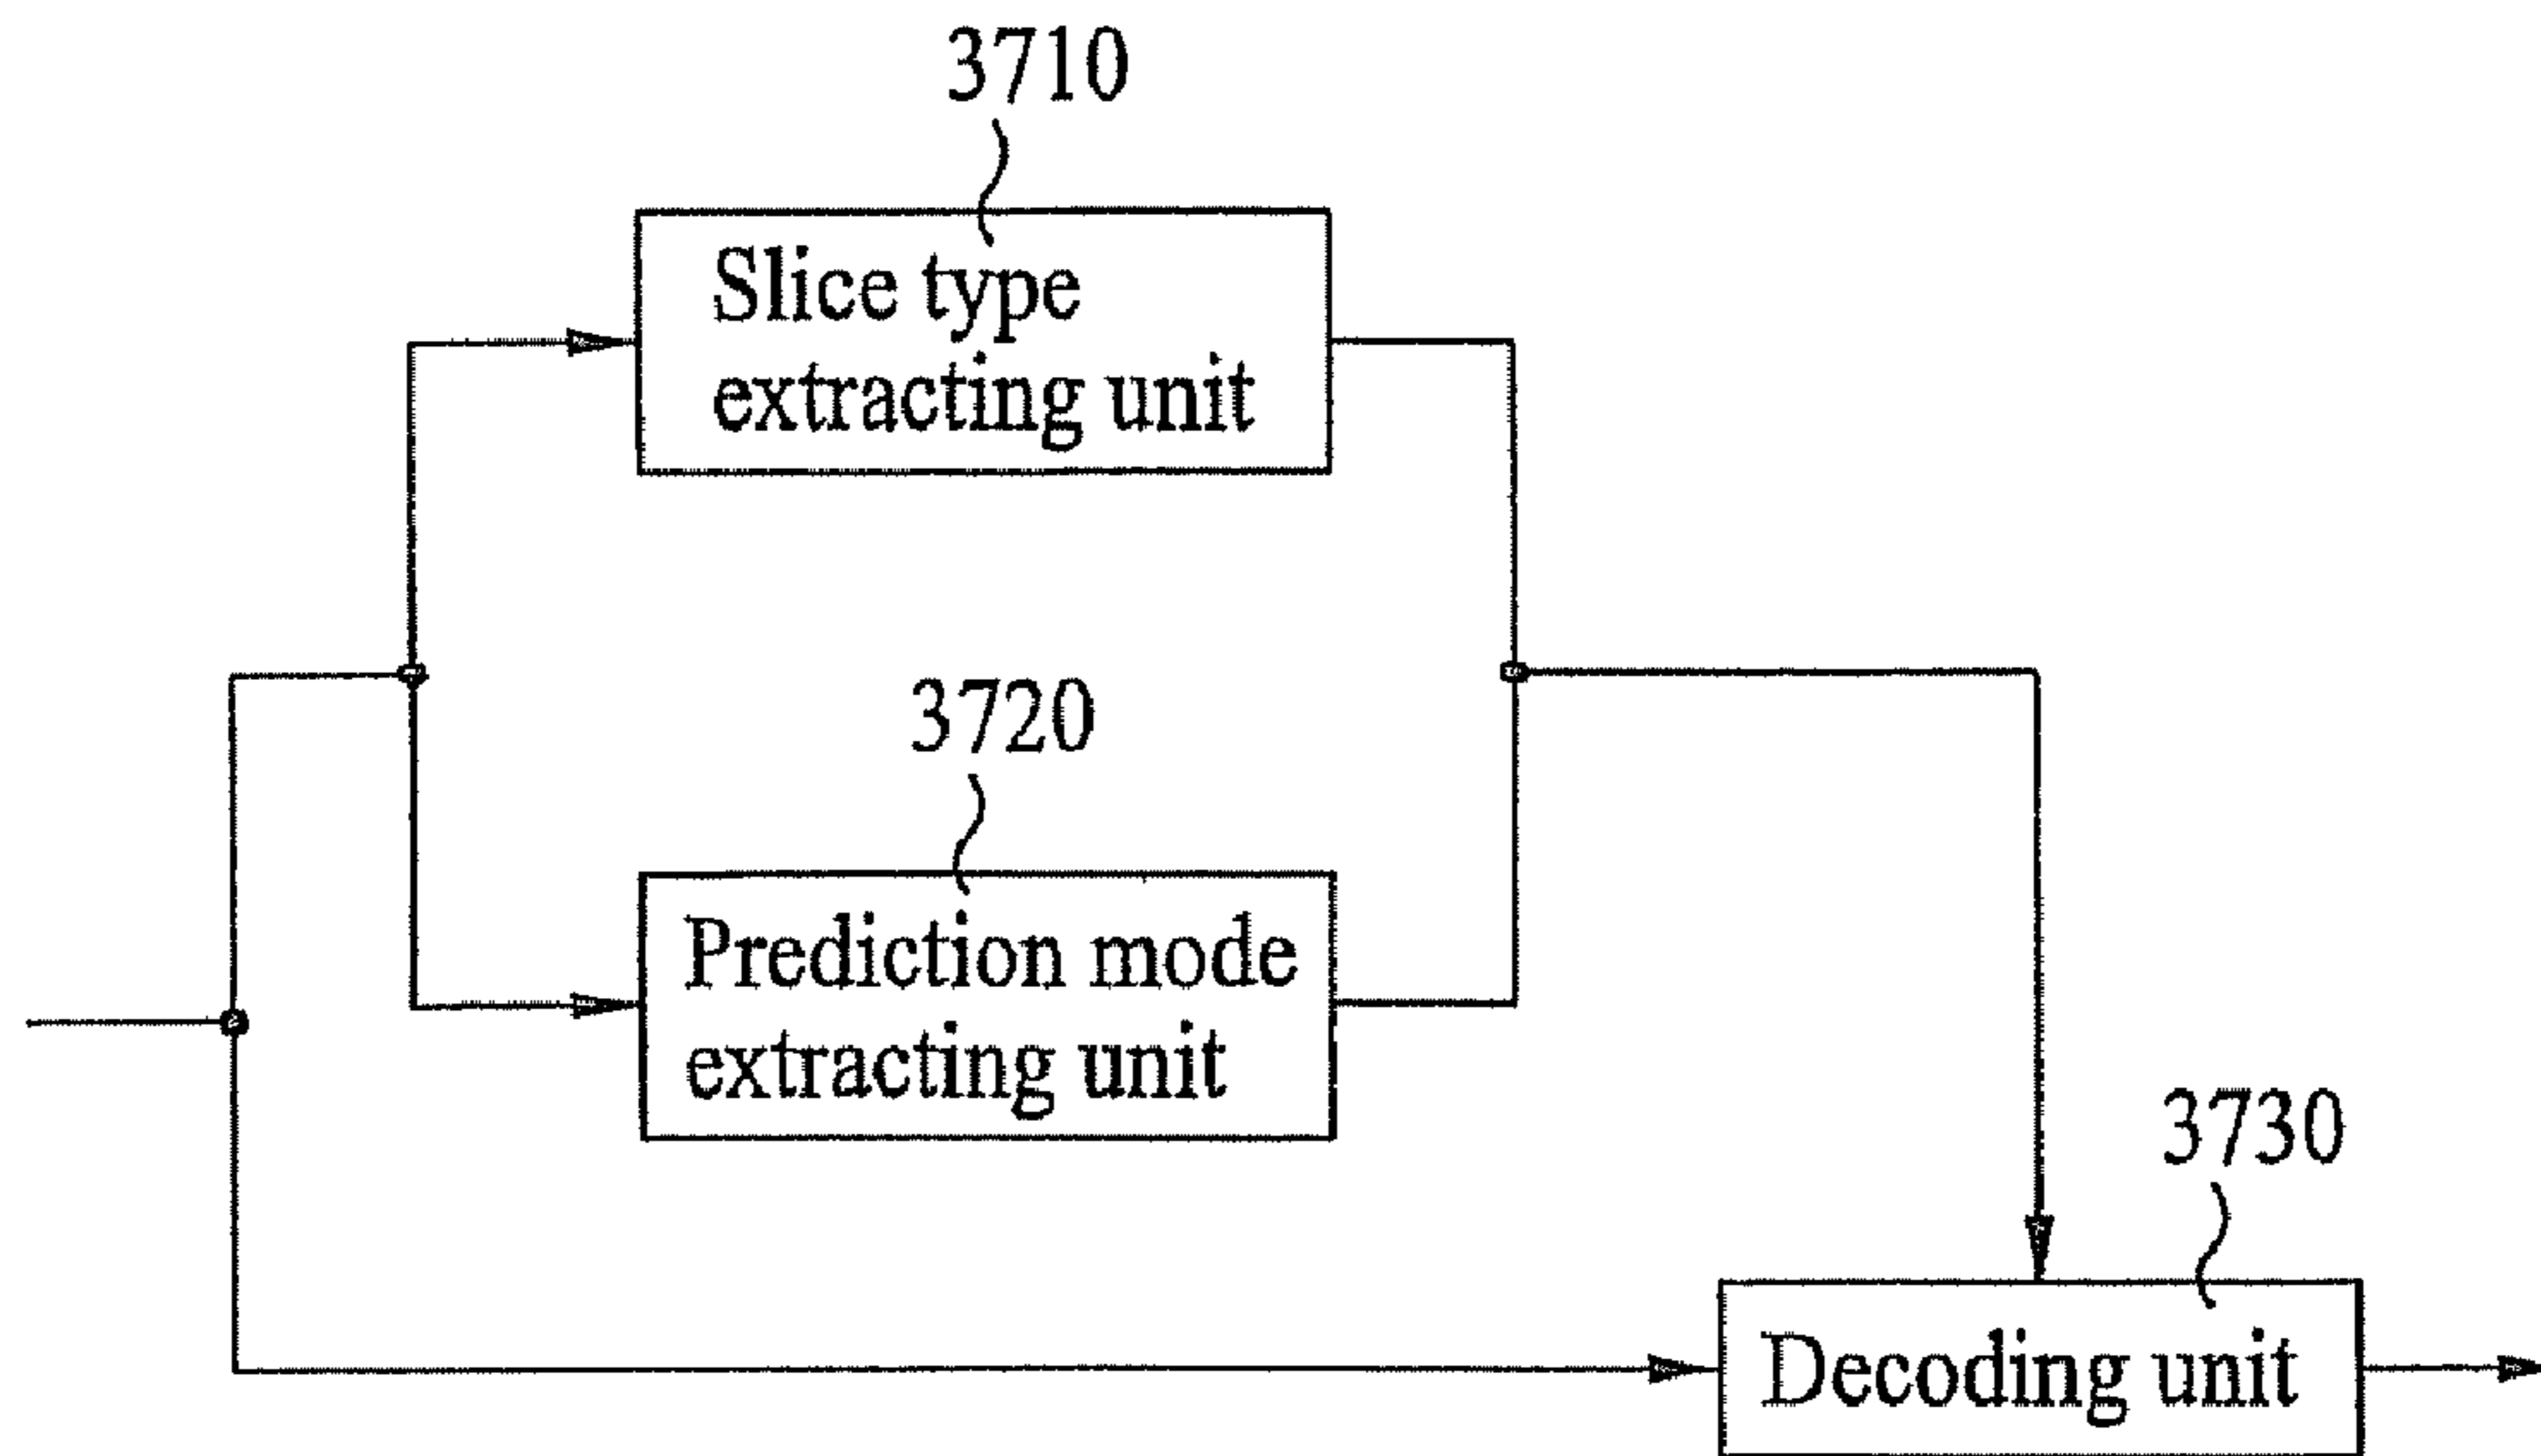 3710
Slice type
extracting unit
3720
Prediction mode
extracting unit
3730
Decoding unit